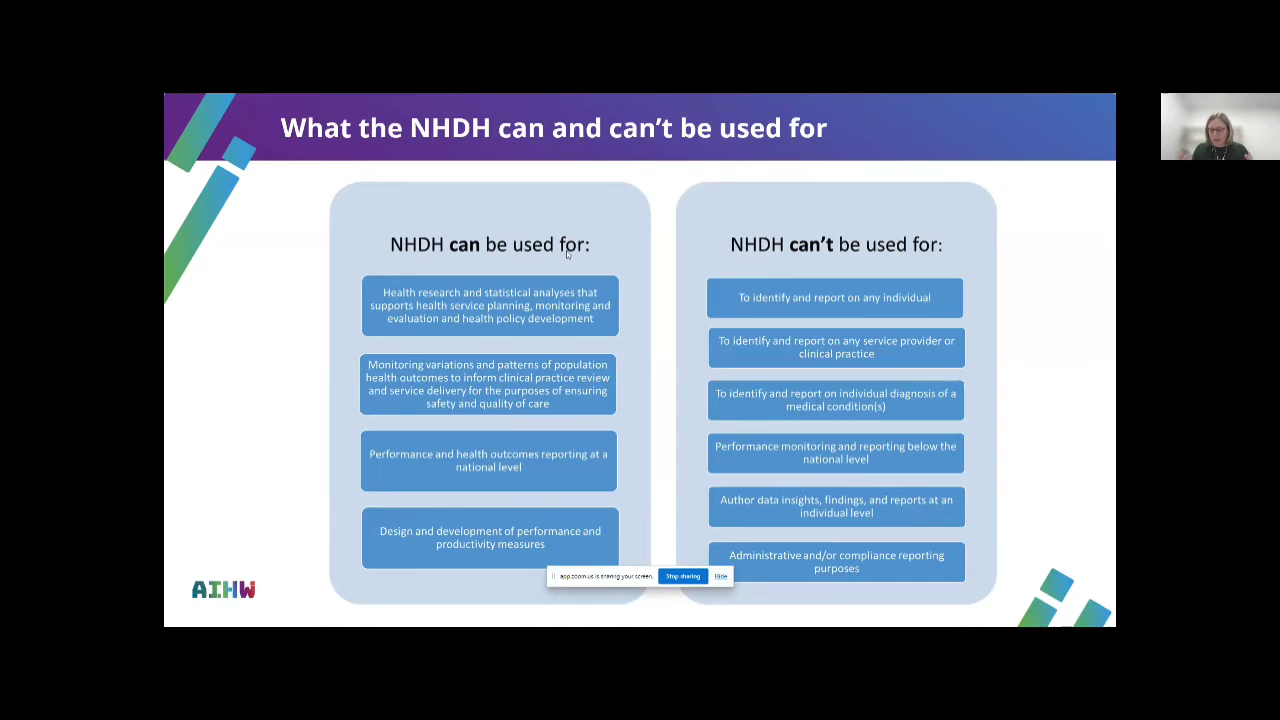 What the NHDH can and can't be used for
NHDH can be used for:
Health research and statistical analyses that
supports health service planning, monitoring and
evaluation and health policy development
Monitoring variations and patterns of population
health outcomes to inform clinical practice review
and service delivery for the purposes of ensuring
safety and quality of care
Performance and health outcomes reporting at a
national level
Design and development of performance and
productivity measures
NHDH can't be used for:
To identify and report on any individual
To identify and report on any service provider or
clinical practice
To identify and report on individual diagnosis of a
medical condition(s)
Performance monitoring and reporting below the
national level
Author data insights, findings, and reports at an
individual level
Administrative and/or compliance reporting
purposes
app.zoom.us is sharing your screen.
Stop sharing
Hide
AIHW